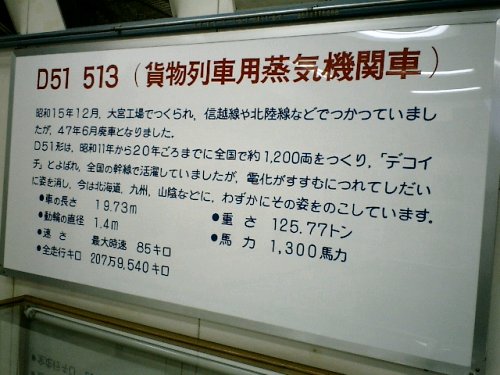 D51 513（貨物列車用蒸気機関車）
昭和15年12月，大宮工場でつくられ，信越線や北陸線などでつかっていまし
たが，47年6月廃車となりました。
D51形は，昭和11年から20年ごろまでに全国で約1,200両をつくり，「デコイ
チ」とよばれ，全国の幹線で活躍していましたが，電化がすすむにつれてしだい
に姿を消し，今は北海道，九州，山陰などに，わずかにその姿をのこしています。
●車の長さ 19.73m
●動輪の直径 1.4m
●速さ 最大時速 85キロ
●全走行キロ 207万9,540キロ
●重さ 125.77トン
●馬力 1,300馬力